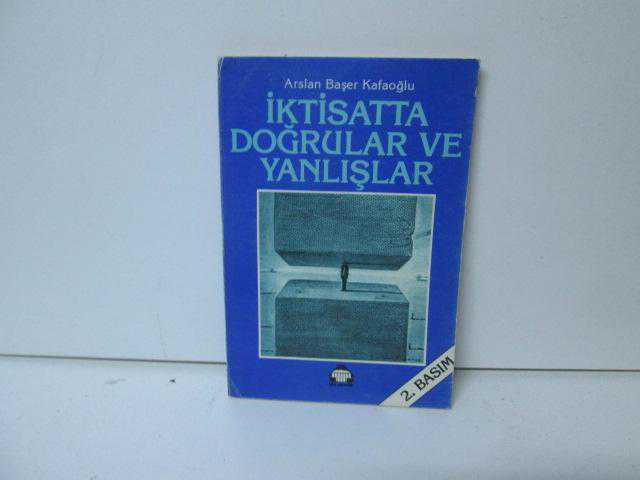 Arslan Başer Kafaoğlu
İKTİSATTA
DOĞRULAR VE
YANLIŞLAR
2. BASIM